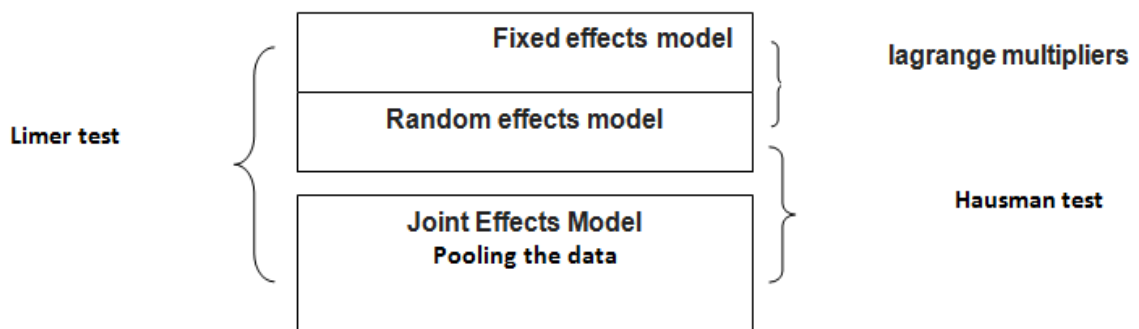 Fixed effects model
lagrange multipliers
Random effects model
Limer test
Hausman test
Joint Effects Model
Pooling the data